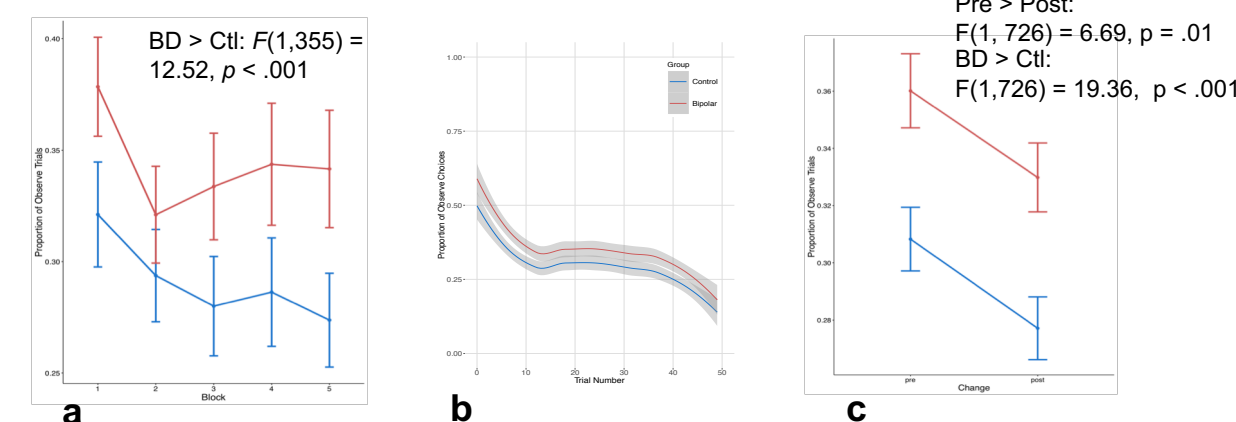 BD > Ctl: F(1,355) =
12.52, p < .001
0.40
0.35
0.30
0.25
Proportion of Observe Trials
1 2 3 4 5
Block
a
Group
Control
Bipolar
1.00
0.75
0.50
0.25
0.00
Proportion of Observe Choices
0 10 20 30 40 50
Trial Number
b
Pre > Post:
F(1, 726) = 6.69, p = .01
BD > Ctl:
F(1,726) = 19.36, p < .001
0.36
0.34
0.32
0.30
0.28
Proportion of Observe Trials
pre post
Change
c